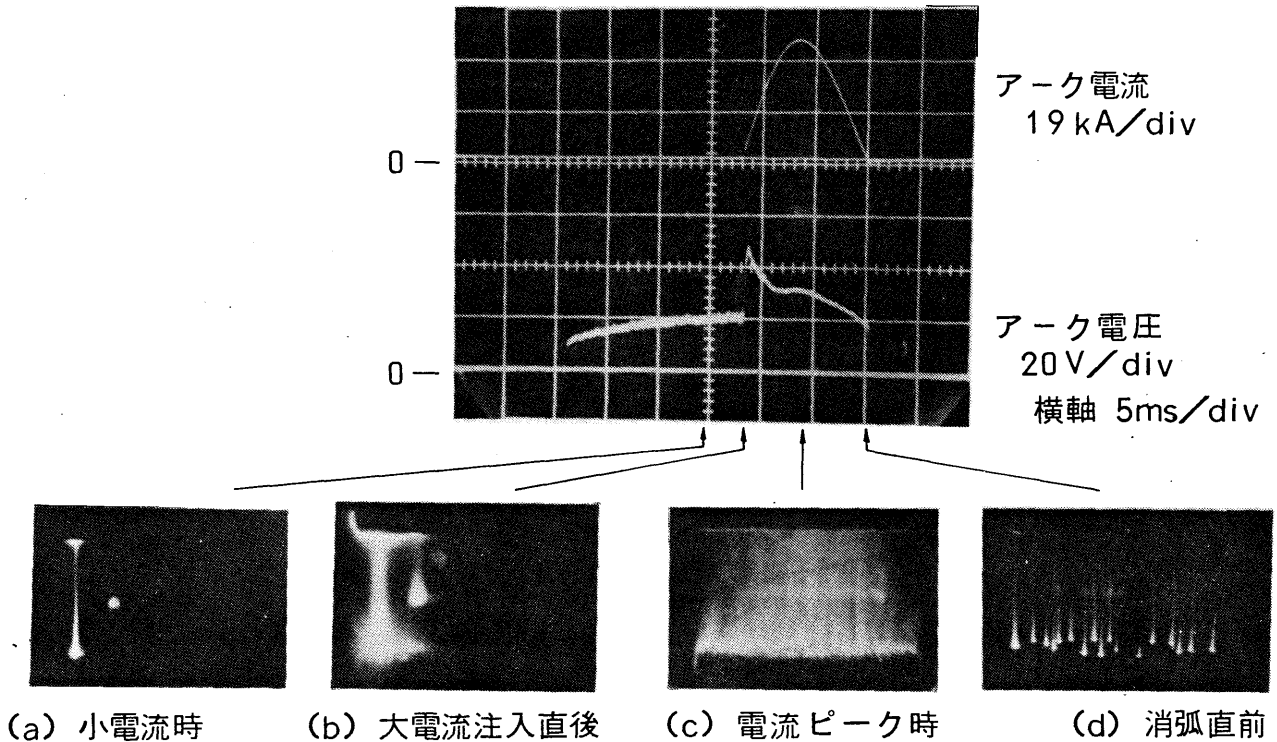 アーク電流
19kA/div
0
アーク電圧
20V/div
0
横軸 5ms/div
(a) 小電流時
(b) 大電流注入直後
(c) 電流ピーク時
(d) 消弧直前